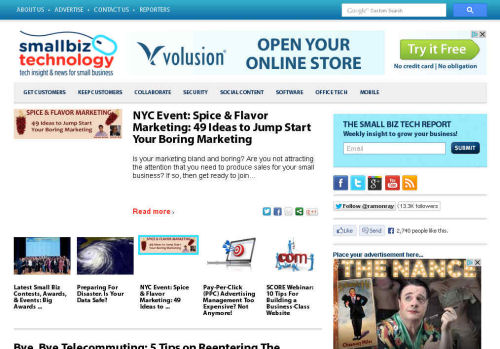 ABOUT US • ADVERTISE • CONTACT US • REPORTERS
Google™ Custom Search
smallbiz
technology
tech insight & news for small business
Volusion
OPEN YOUR
ONLINE STORE
Try it Free
No credit card | No obligation
GET CUSTOMERS KEEP CUSTOMERS COLLABORATE SECURITY SOCIAL CONTENT SOFTWARE OFFICE TECH MOBILE
SPICE & FLAVOR MARKETING
49 Ideas to Jump Start
Your Boring Marketing
NYC Event: Spice & Flavor
Marketing: 49 Ideas to Jump Start
Your Boring Marketing
Is your marketing bland and boring? Are you not attracting
the attention that you need to produce sales for your small
business? If so, then get ready to join…
Read more ›
THE SMALL BIZ TECH REPORT
Weekly insight to grow your business!
Email
SUBMIT
Follow @ramonray
13.3K followers
Like
Send
2,790 people like this.
Place your advertisement here...
THE NANCE
SPICE & FLAVOR MARKETING
.com
Latest Small Biz
Contests,
Awards,
& Events: Big
Awards ...
Preparing For
Disaster. Is Your
Data Safe?
NYC Event: Spice
& Flavor
Marketing: 49
Ideas to ...
Pay-Per-Click
(PPC) Advertising
Management Too
Expensive? Not
Anymore!
SCORE Webinar:
10 Tips For
Building a
Business-Class
Website
Bye, Bye Telecommuting: 5 Tips on Reentering The